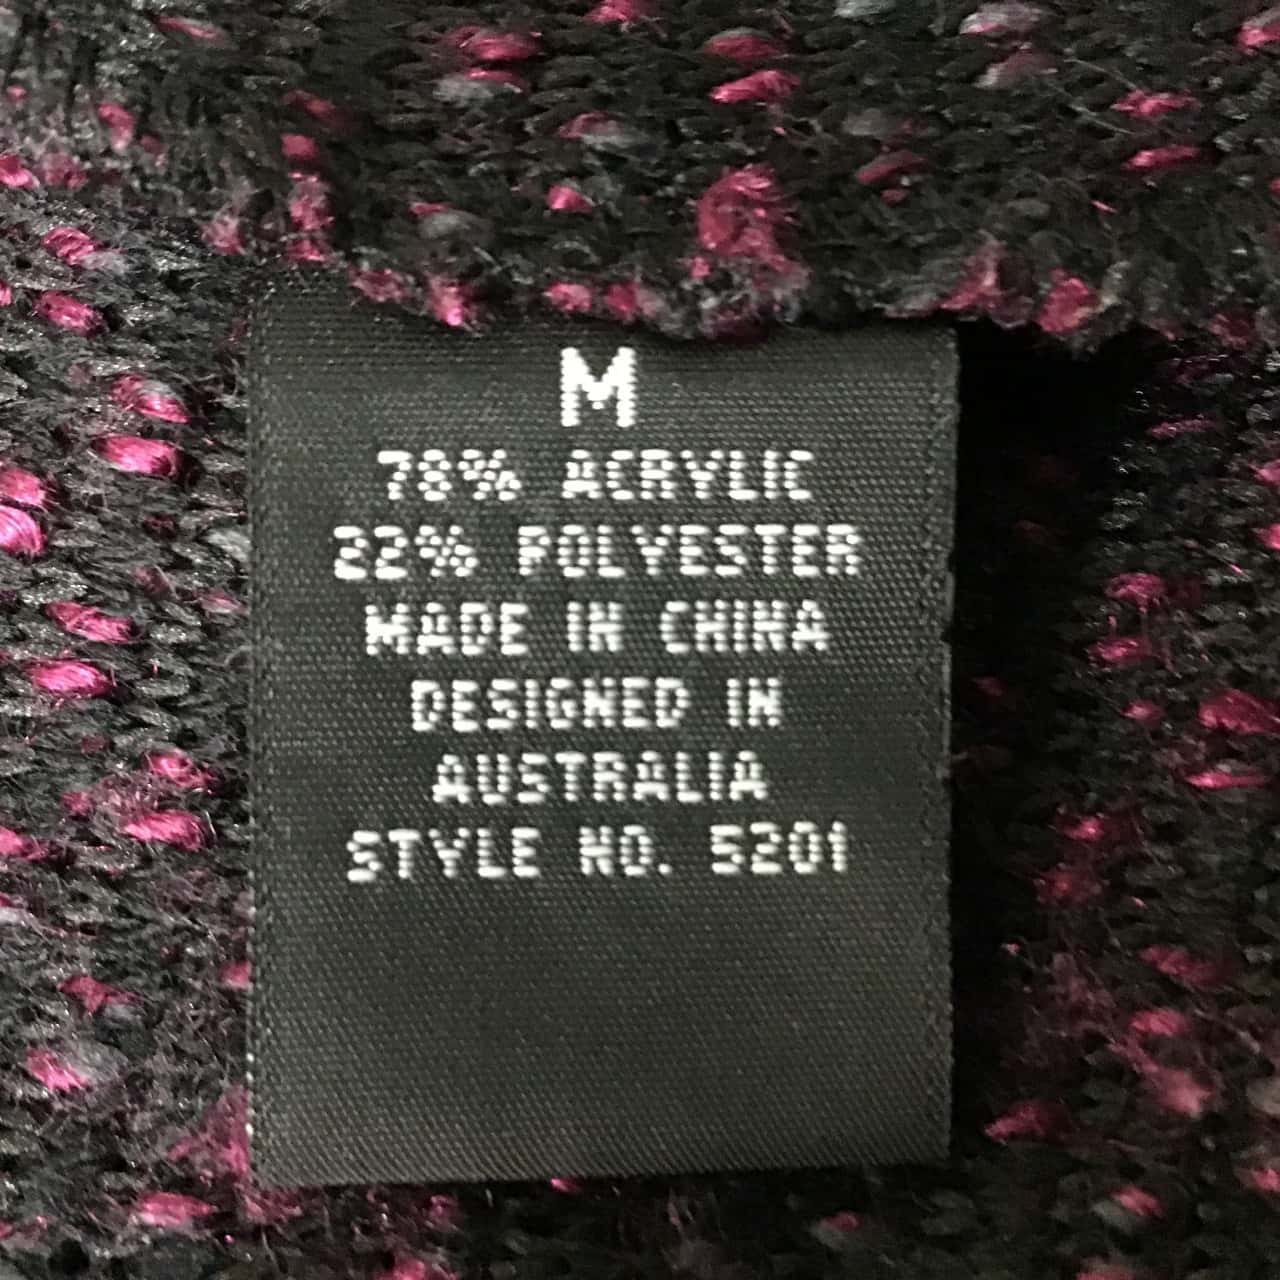 M
78% ACRYLIC
22% POLYESTER
MADE IN CHINA
DESIGNED IN
AUSTRALIA
STYLE NO. 5201